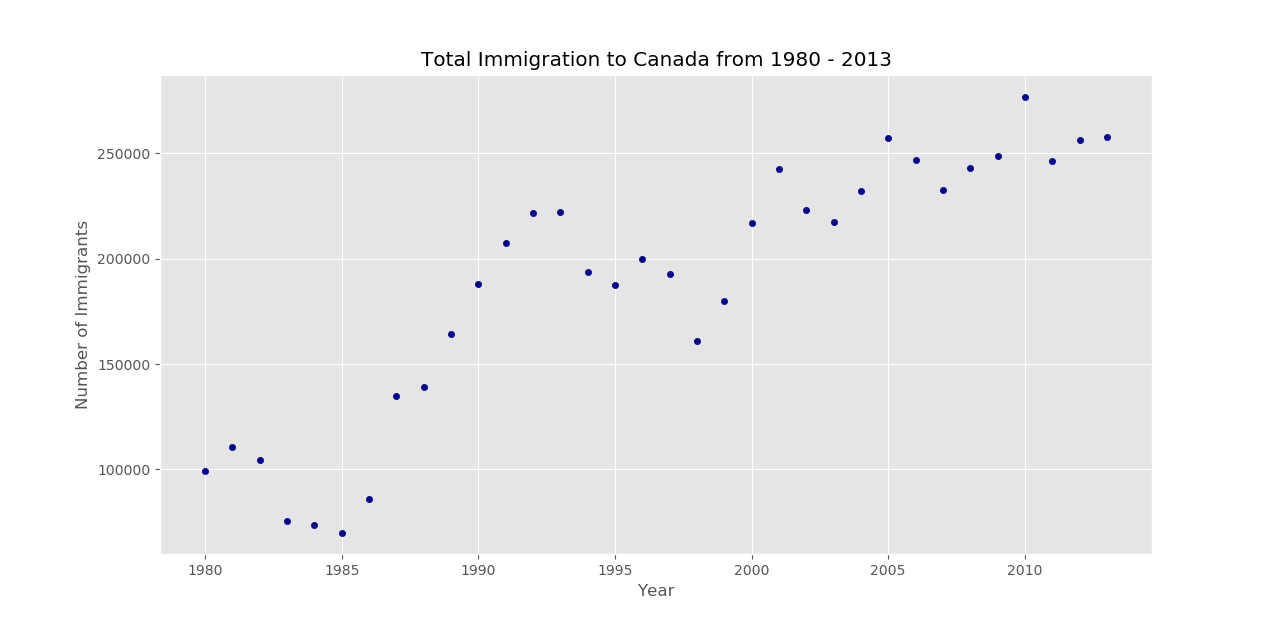 Total Immigration to Canada from 1980 - 2013
Number of Immigrants
250000
200000
150000
100000
1980 1985 1990 1995 2000 2005 2010
Year